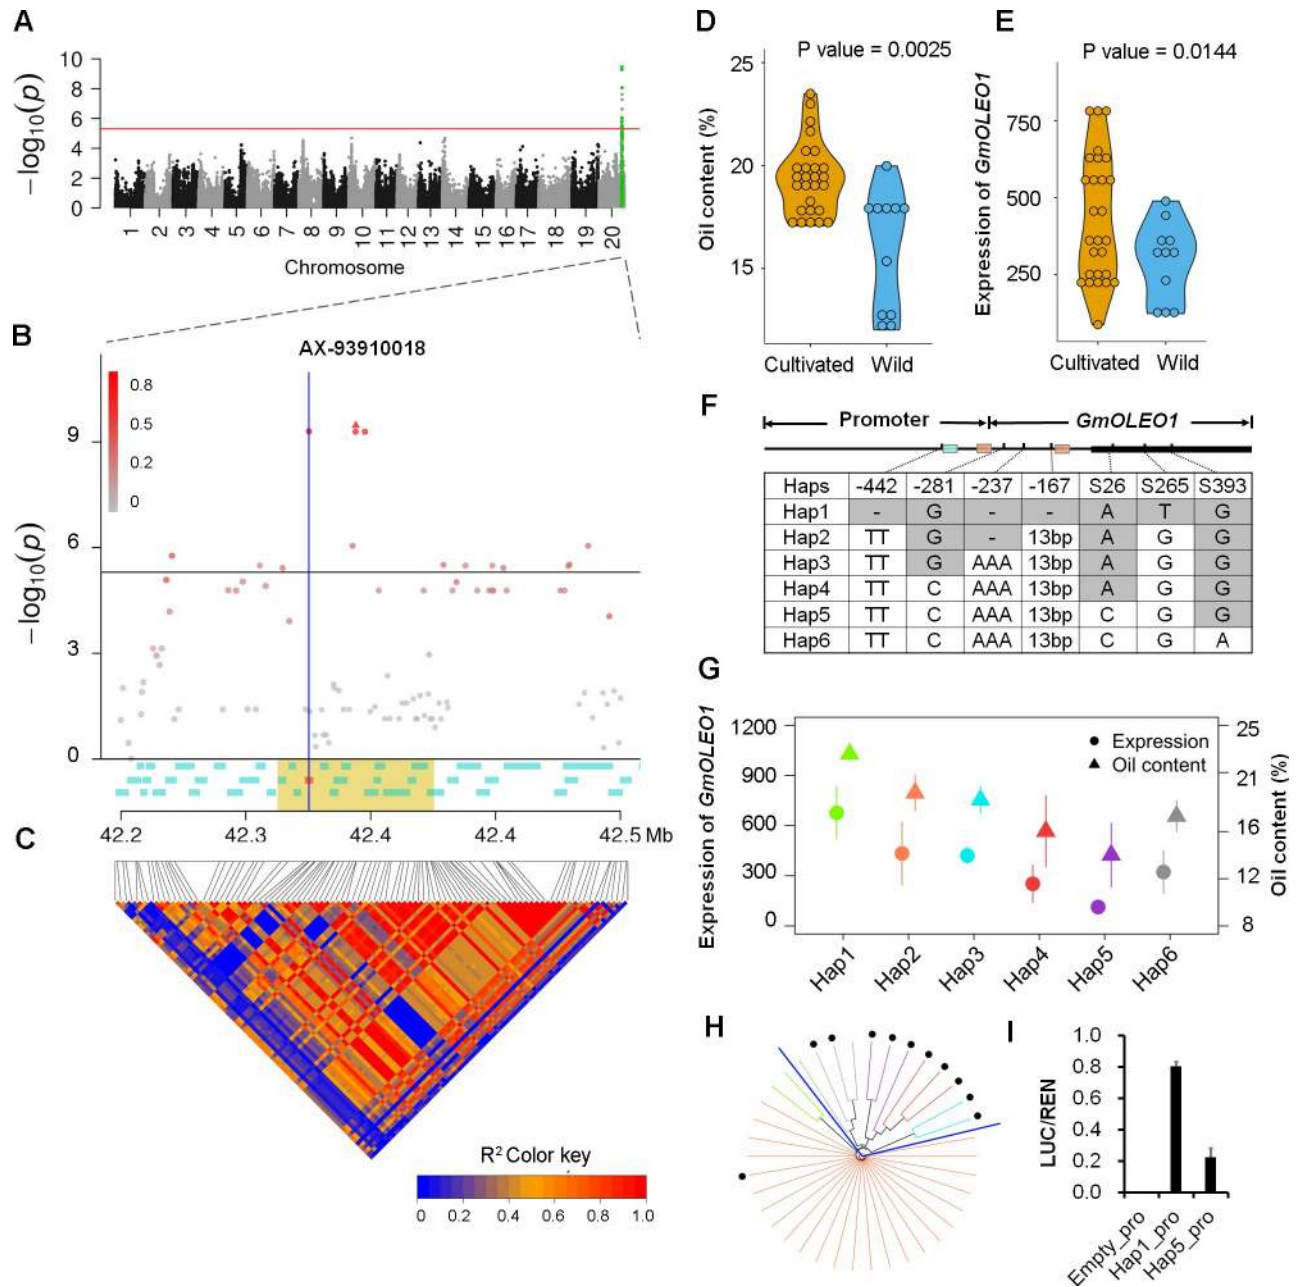 A
10
8
6
4
2
0
−log10(p)
1 2 3 4 5 6 7 8 9 10 11 12 13 14 15 16 17 18 19 20
Chromosome
B
AX-93910018
0.8
0.5
0.2
0
9
6
3
0
−log10(p)
42.2 42.3 42.4 42.4 42.5 Mb
C
R² Color key
0 0.2 0.4 0.6 0.8 1.0
D
P value = 0.0025
25
20
15
Oil content (%)
Cultivated Wild
E
P value = 0.0144
750
500
250
Expression of GmOLEO1
Cultivated Wild
F
Promoter GmOLEO1
Haps -442 -281 -237 -167 S26 S265 S393
Hap1 - G - - A T G
Hap2 TT G - 13bp A G G
Hap3 TT G AAA 13bp A G G
Hap4 TT C AAA 13bp A G G
Hap5 TT C AAA 13bp C G G
Hap6 TT C AAA 13bp C G A
G
1200
900
600
300
0
Expression of GmOLEO1
Expression
Oil content
25
21
16
12
8
Oil content (%)
Hap1 Hap2 Hap3 Hap4 Hap5 Hap6
H
I
1.0
0.8
0.6
0.4
0.2
0.0
LUC/REN
Empty_pro Hap1_pro Hap5_pro